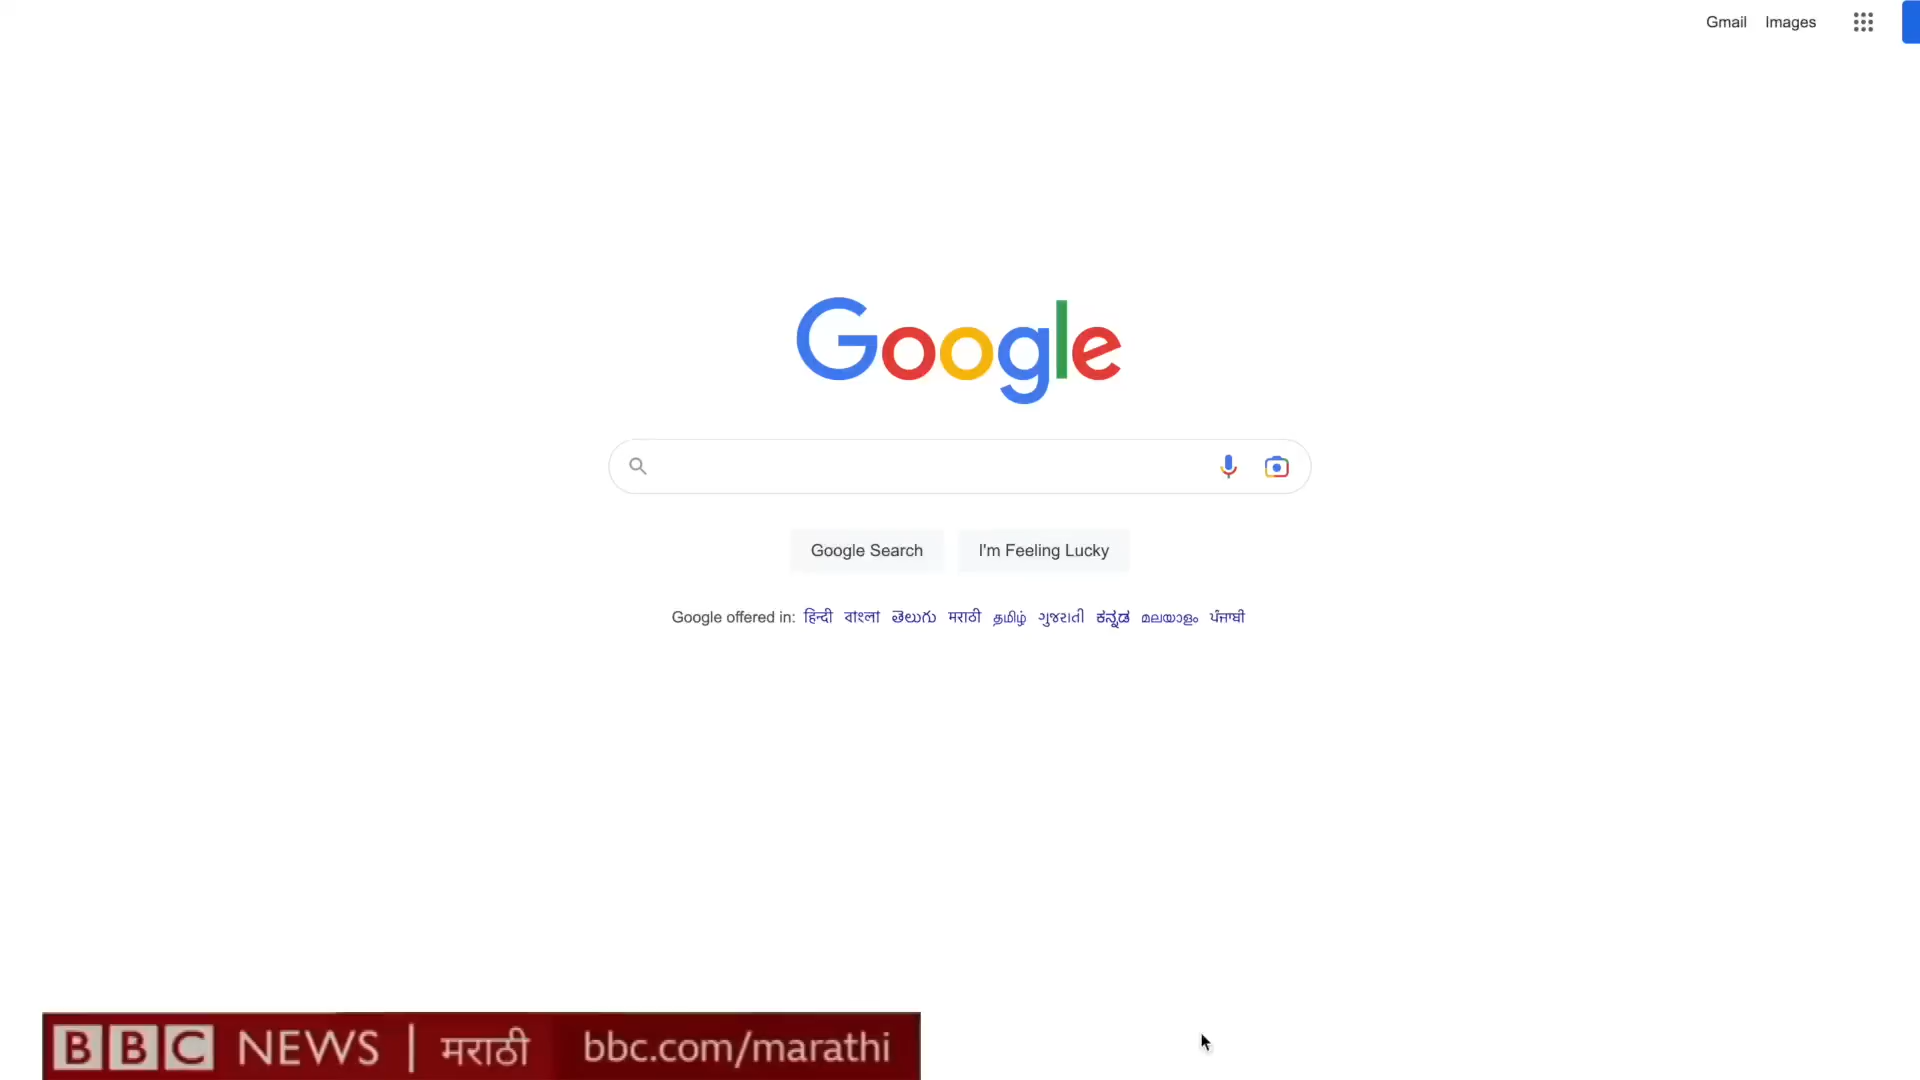 Gmail Images
Google
Google Search I'm Feeling Lucky
Google offered in: हिन्दी বাংলা తెలుగు मराठी தமிழ் ગુજરાતી ಕನ್ನಡ മലയാളം ਪੰਜਾਬੀ
BBC NEWS | मराठी bbc.com/marathi